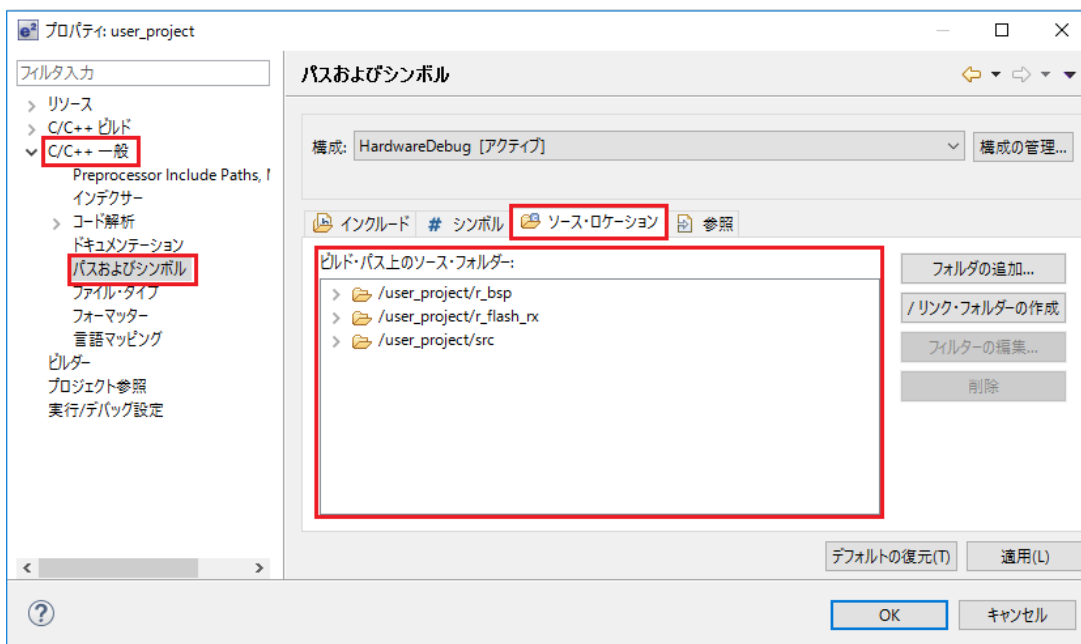 e² プロパティ: user_project
フィルタ入力
リソース
C/C++ ビルド
C/C++ 一般
Preprocessor Include Paths, M
インデクサー
コード解析
ドキュメンテーション
パスおよびシンボル
ファイル・タイプ
フォーマッター
言語マッピング
ビルダー
プロジェクト参照
実行/デバッグ設定
パスおよびシンボル
構成: HardwareDebug [アクティブ] 構成の管理...
インクルード # シンボル ソース・ロケーション 参照
ビルド・パス上のソース・フォルダー:
/user_project/r_bsp
/user_project/r_flash_rx
/user_project/src
フォルダの追加...
/ リンク・フォルダーの作成
フィルターの編集...
削除
デフォルトの復元(T) 適用(L)
? OK キャンセル